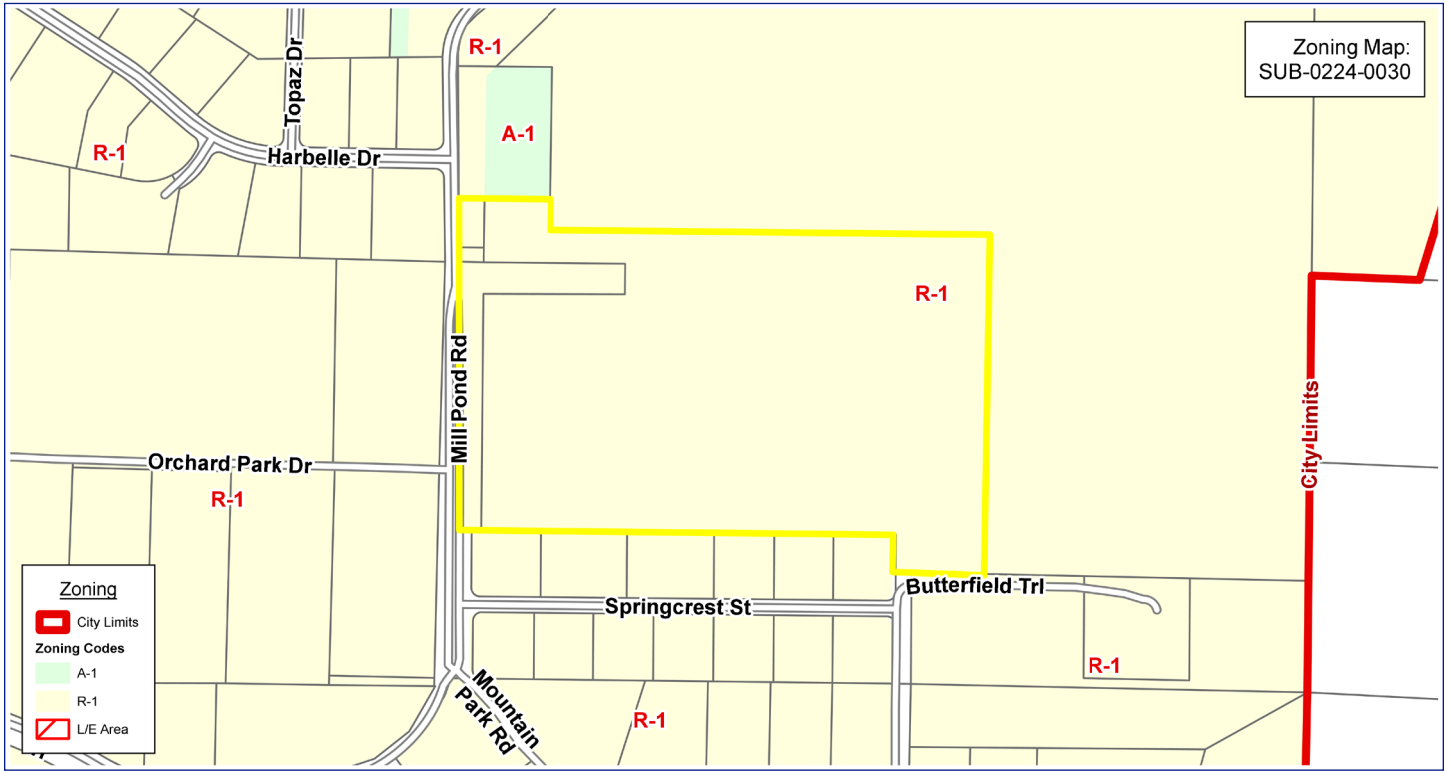 Zoning Map:
SUB-0224-0030
R-1
Topaz Dr
A-1
R-1
Harbelle Dr
R-1
Mill Pond Rd
City Limits
Orchard Park Dr
R-1
Butterfield Trl
Springcrest St
R-1
Mountain
Park Rd
R-1
Zoning
City Limits
Zoning Codes
A-1
R-1
L/E Area